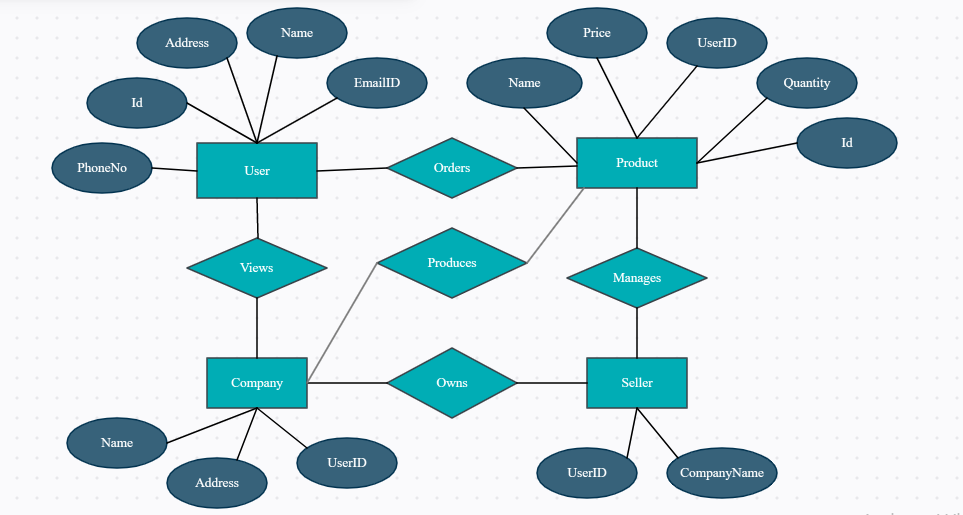 Name
Address
Price
UserID
EmailID
Name
Quantity
Id
Id
PhoneNo
User
Orders
Product
Views
Produces
Manages
Company
Owns
Seller
Name
Address
UserID
UserID
CompanyName